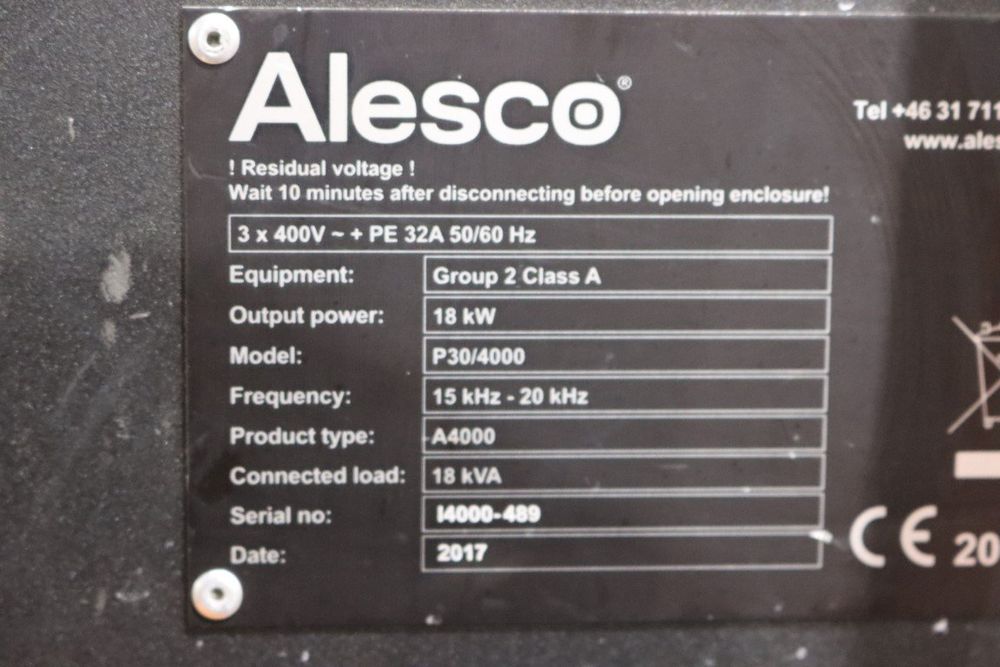 Alesco®
Tel +46 31 711
www.ales
! Residual voltage !
Wait 10 minutes after disconnecting before opening enclosure!
3 x 400V ~ + PE 32A 50/60 Hz
Equipment: Group 2 Class A
Output power: 18 kW
Model: P30/4000
Frequency: 15 kHz - 20 kHz
Product type: A4000
Connected load: 18 kVA
Serial no: I4000-489
Date: 2017
CE 20